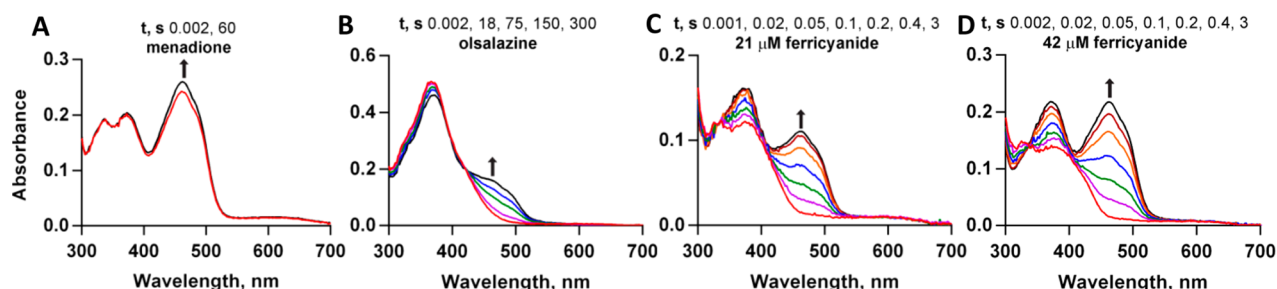 A
t, s 0.002, 60
menadione
0.3
0.2
0.1
0.0
300 400 500 600 700
Absorbance
Wavelength, nm
B
t, s 0.002, 18, 75, 150, 300
olsalazine
0.6
0.4
0.2
0.0
300 400 500 600 700
Wavelength, nm
C
t, s 0.001, 0.02, 0.05, 0.1, 0.2, 0.4, 3
21 μM ferricyanide
0.2
0.1
0.0
300 400 500 600 700
Wavelength, nm
D
t, s 0.002, 0.02, 0.05, 0.1, 0.2, 0.4, 3
42 μM ferricyanide
0.3
0.2
0.1
0.0
300 400 500 600 700
Wavelength, nm